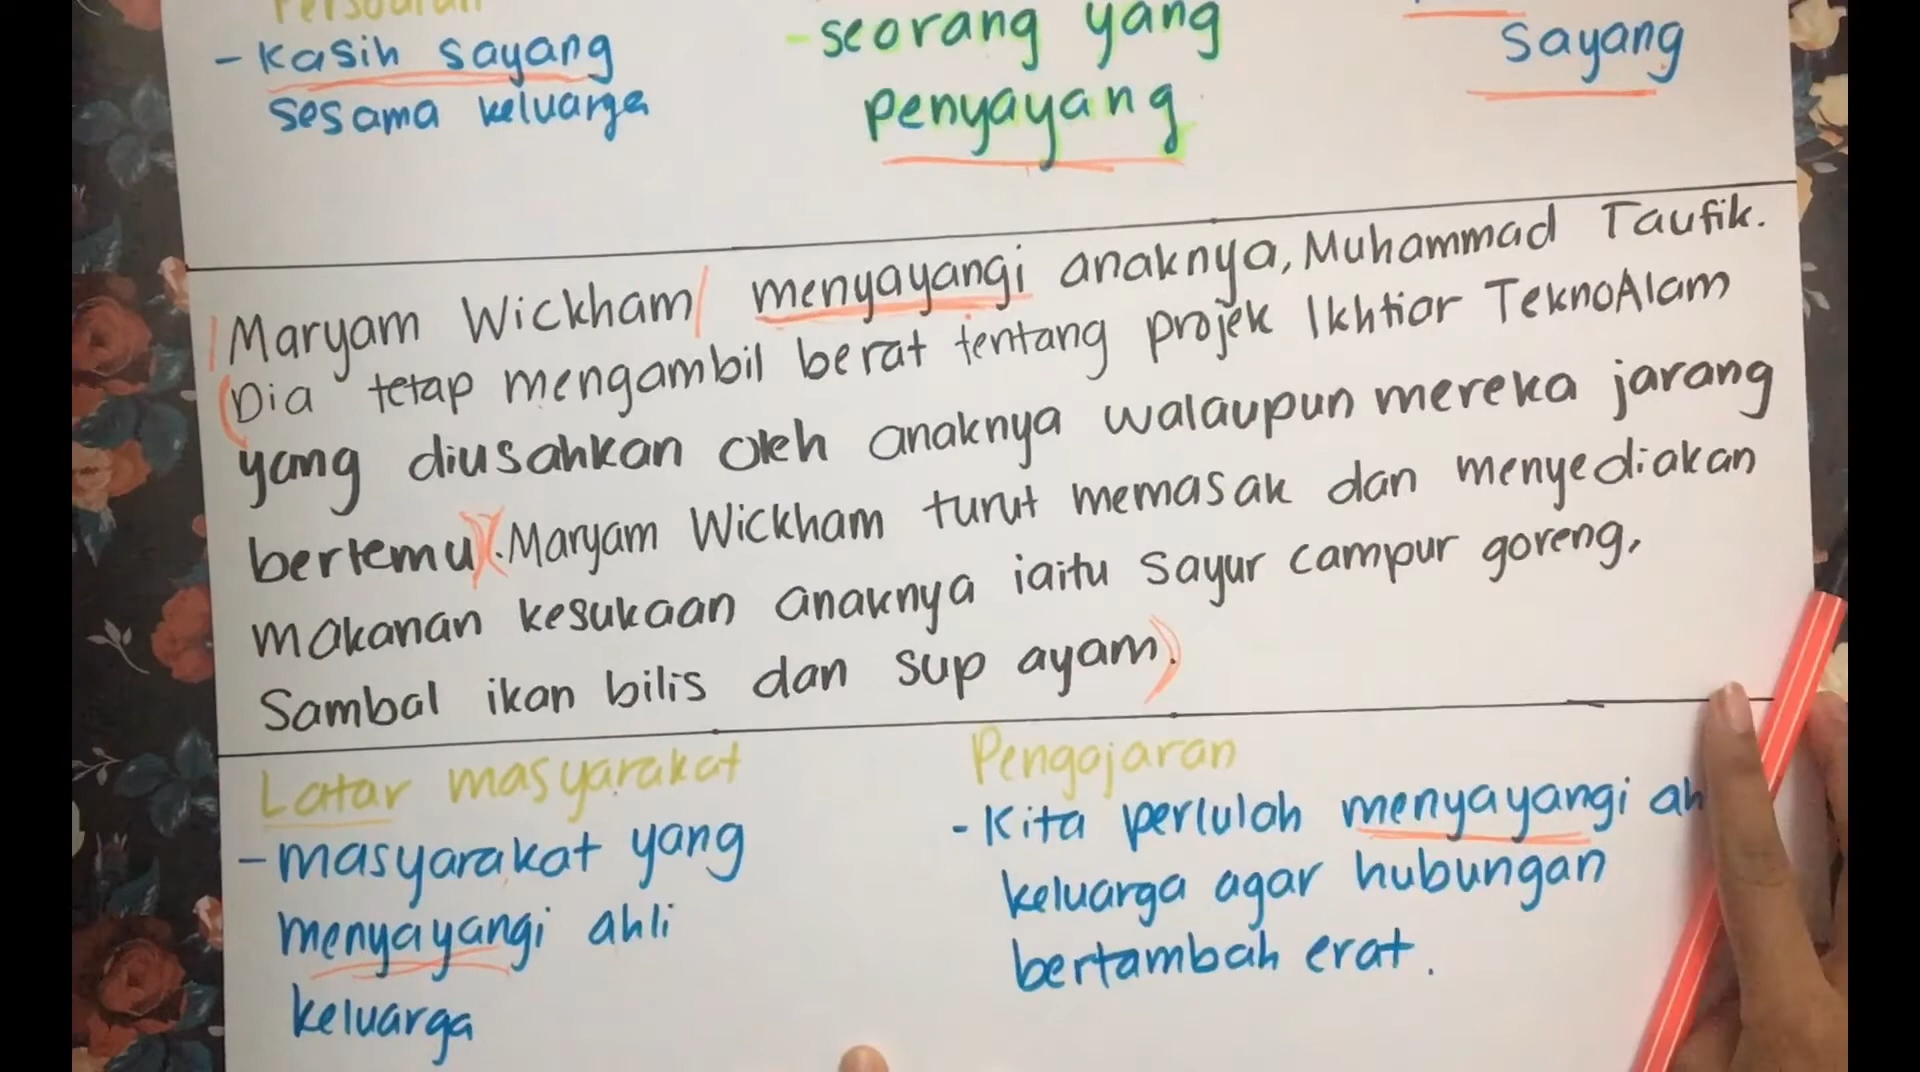 Persoalan
- kasih sayang
sesama keluarga
- seorang yang
penyayang
sayang
Maryam Wickham menyayangi anaknya, Muhammad Taufik.
Dia tetap mengambil berat tentang projek Ikhtiar TeknoAlam
yang diusahkan oleh anaknya walaupun mereka jarang
bertemu. Maryam Wickham turut memasak dan menyediakan
makanan kesukaan anaknya iaitu sayur campur goreng,
Sambal ikan bilis dan sup ayam.
Latar masyarakat
- masyarakat yang
menyayangi ahli
keluarga
Pengajaran
- Kita perlulah menyayangi ah
keluarga agar hubungan
bertambah erat.